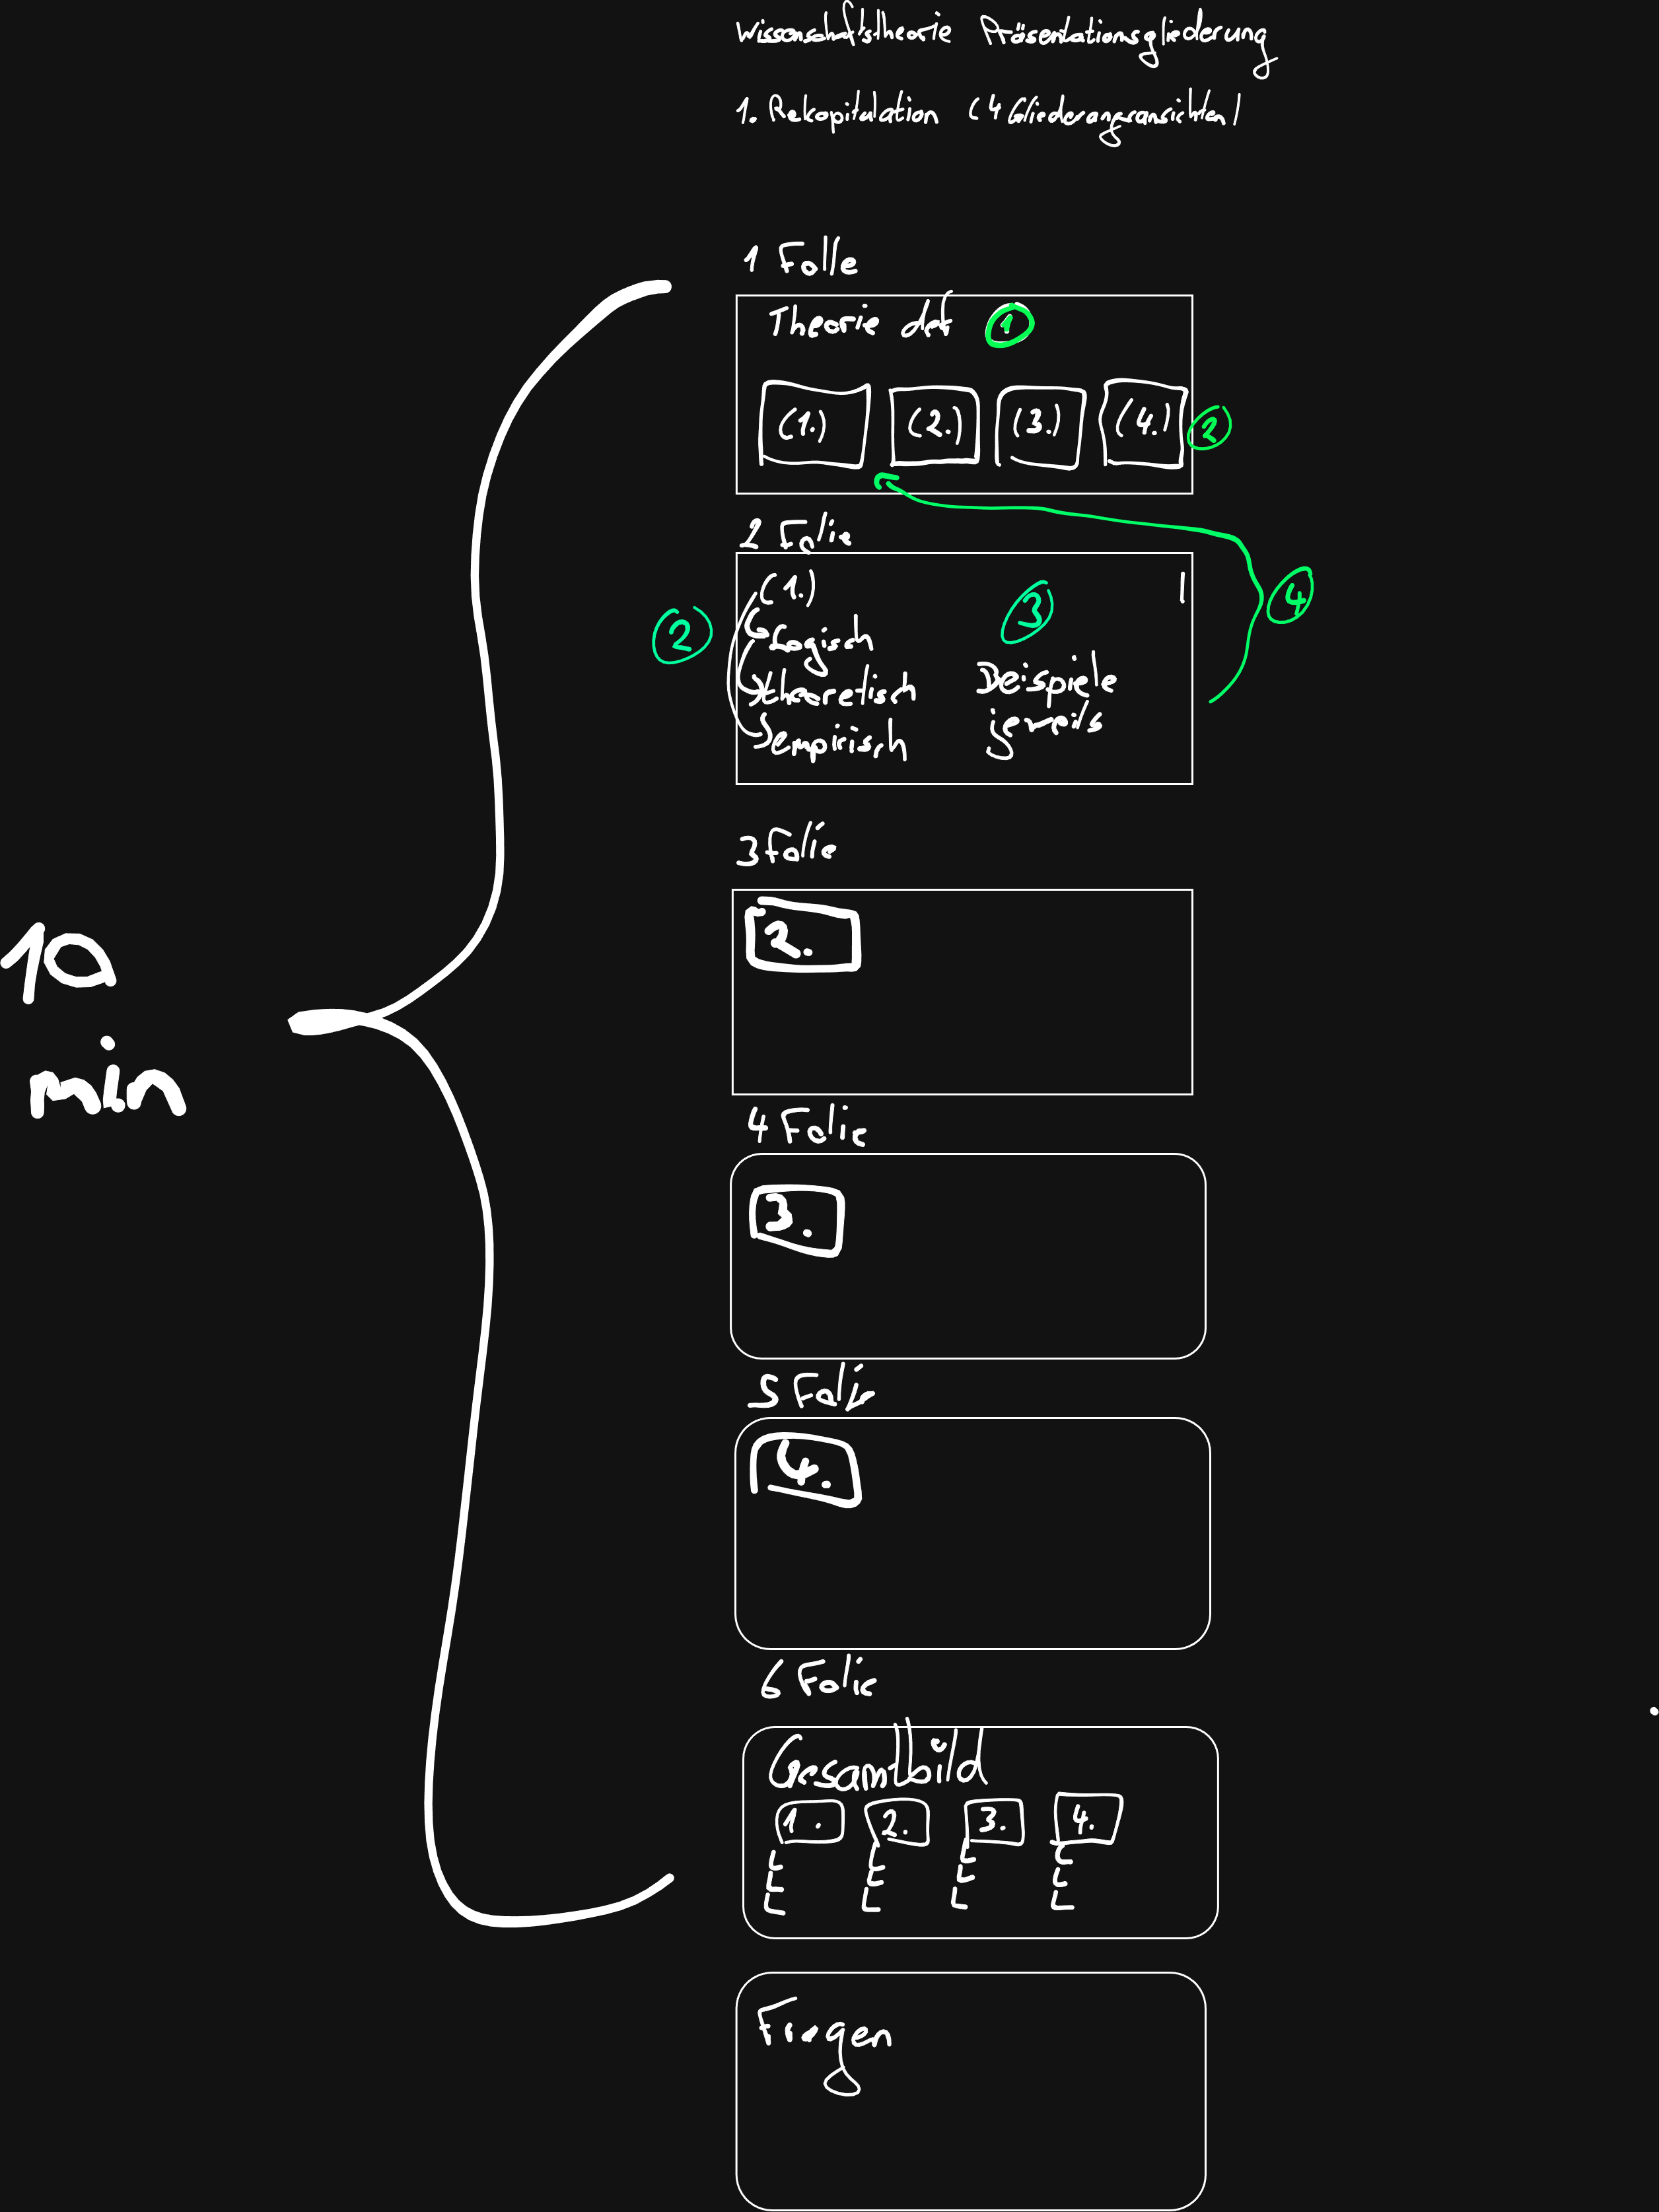 Wissenschaftstheorie Präsentationsgliederung
1. Rekapitulation (4 Gliederungsansichten)
1 Folie
Theorie def 1
(1.) (2.) (3.) (4.) 2
2 Folie
(1.)
2 Logisch 3 4
theoretisch Beispiele
empirisch jeweils
3 Folie
2.
10
min
4 Folie
3.
5 Folie
4.
6 Folie
Gesamtbild
1. 2. 3. 4.
Fragen